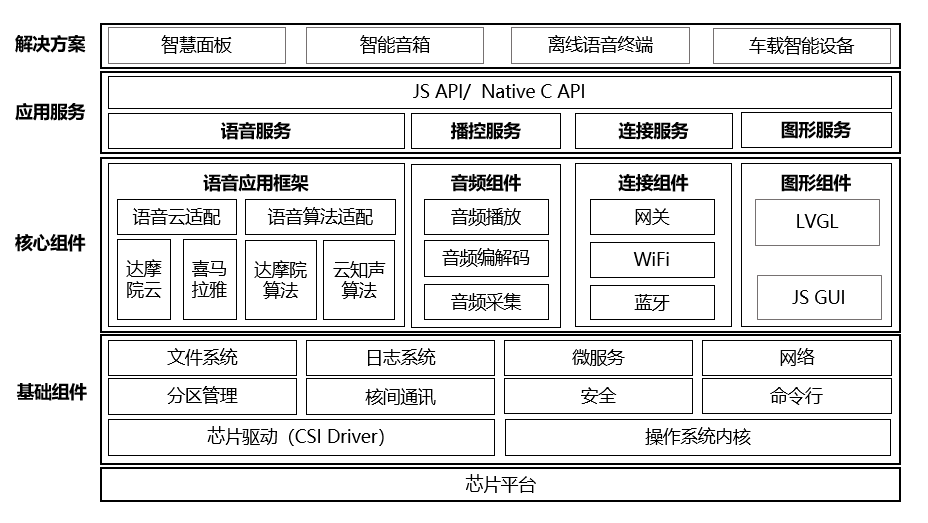 解决方案
智慧面板
智能音箱
离线语音终端
车载智能设备
应用服务
JS API/ Native C API
语音服务
播控服务
连接服务
图形服务
核心组件
语音应用框架
语音云适配
语音算法适配
达摩
院云
喜马
拉雅
达摩院
算法
云知声
算法
音频组件
音频播放
音频编解码
音频采集
连接组件
网关
WiFi
蓝牙
图形组件
LVGL
JS GUI
基础组件
文件系统
日志系统
微服务
网络
分区管理
核间通讯
安全
命令行
芯片驱动（CSI Driver）
操作系统内核
芯片平台